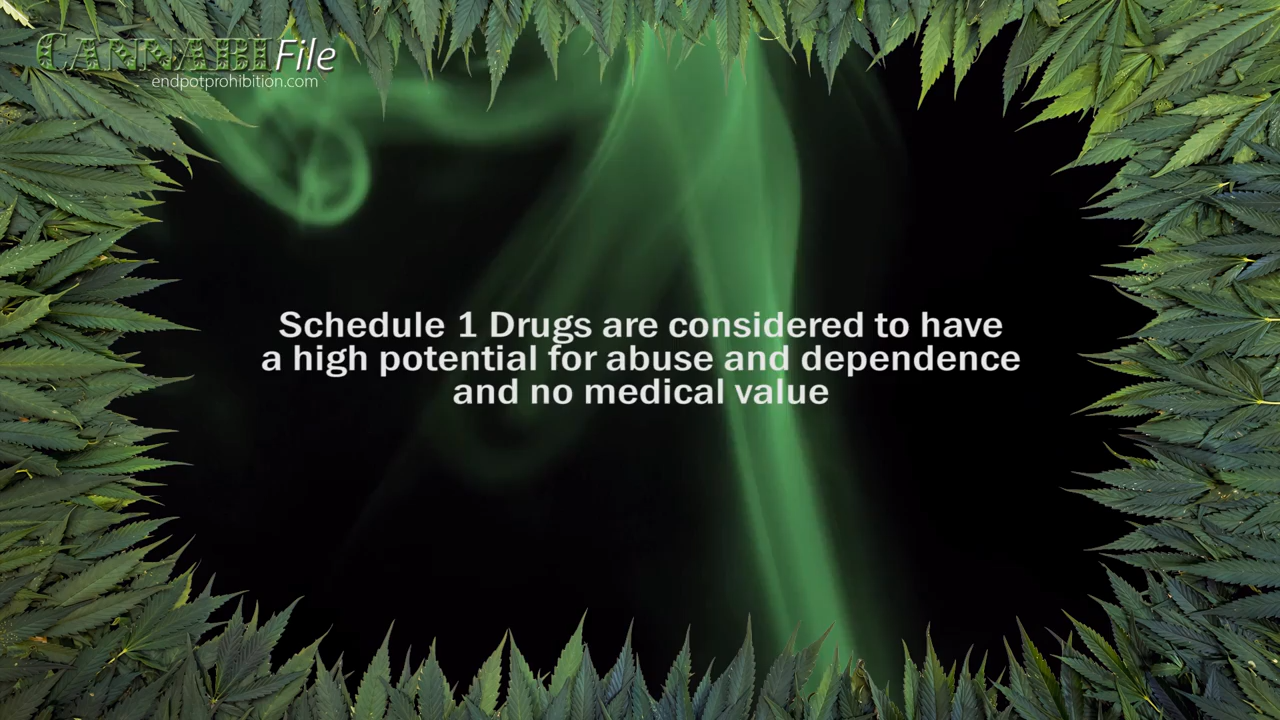 CANNABIFile
endpotprohibition.com
Schedule 1 Drugs are considered to have
a high potential for abuse and dependence
and no medical value